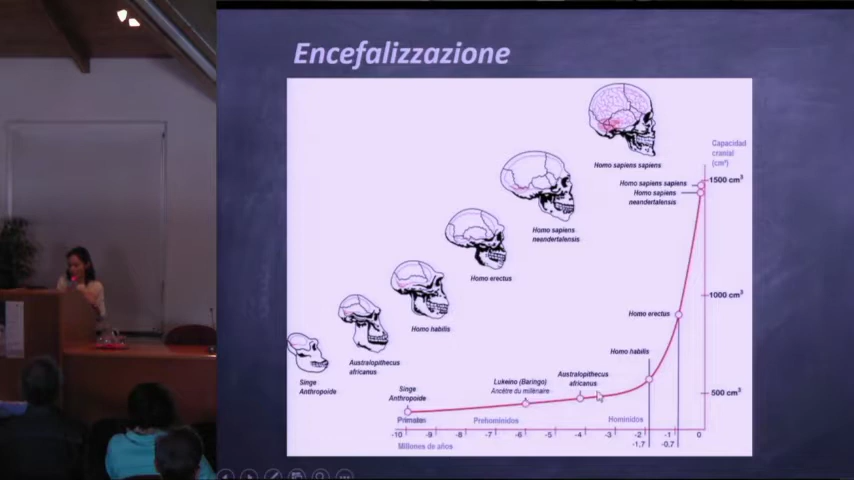 Encefalizzazione
Capacidad
cranial
(cm³)
Homo sapiens sapiens
Homo sapiens sapiens
1500 cm³
Homo sapiens
neandertalensis
Homo sapiens
neandertalensis
Homo erectus
1000 cm³
Homo erectus
Homo habilis
Homo habilis
Australopithecus
africanus
Australopithecus
africanus
Lukeino (Baringo)
Ancêtre du millénaire
Singe
Anthropoide
Singe
Anthropoide
500 cm³
Primates
Prehominidos
Hominidos
-10 -9 -8 -7 -6 -5 -4 -3 -2 -1 0
-1,7 -0,7
Millones de años